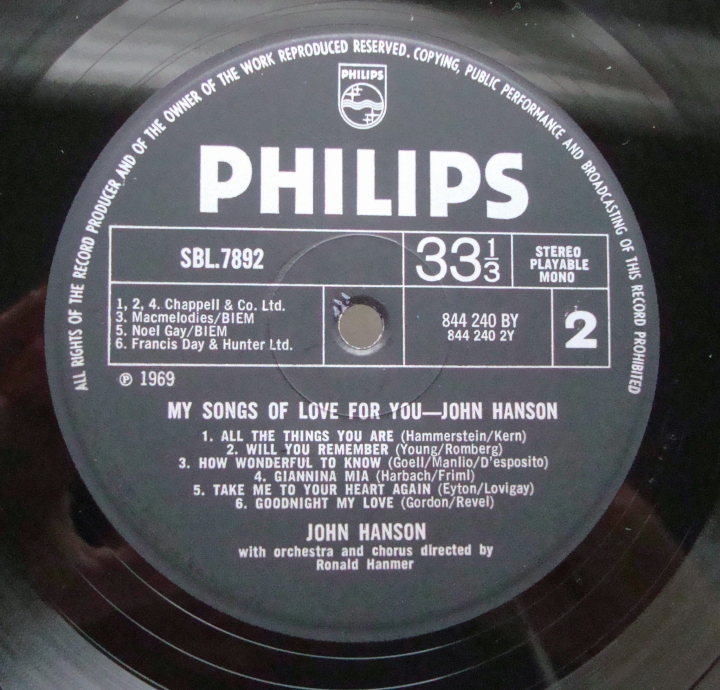 ALL RIGHTS OF THE RECORD PRODUCER AND OF THE OWNER OF THE WORK REPRODUCED RESERVED. COPYING, PUBLIC PERFORMANCE AND BROADCASTING OF THIS RECORD PROHIBITED
PHILIPS
PHILIPS
SBL.7892
33 1/3
STEREO
PLAYABLE
MONO
1, 2, 4. Chappell & Co. Ltd.
3. Macmelodies/BIEM
5. Noel Gay/BIEM
6. Francis Day & Hunter Ltd.
844 240 BY
844 240 2Y
2
℗ 1969
MY SONGS OF LOVE FOR YOU—JOHN HANSON
1. ALL THE THINGS YOU ARE (Hammerstein/Kern)
2. WILL YOU REMEMBER (Young/Romberg)
3. HOW WONDERFUL TO KNOW (Goell/Manlio/D'esposito)
4. GIANNINA MIA (Harbach/Friml)
5. TAKE ME TO YOUR HEART AGAIN (Eyton/Lovigay)
6. GOODNIGHT MY LOVE (Gordon/Revel)
JOHN HANSON
with orchestra and chorus directed by
Ronald Hanmer